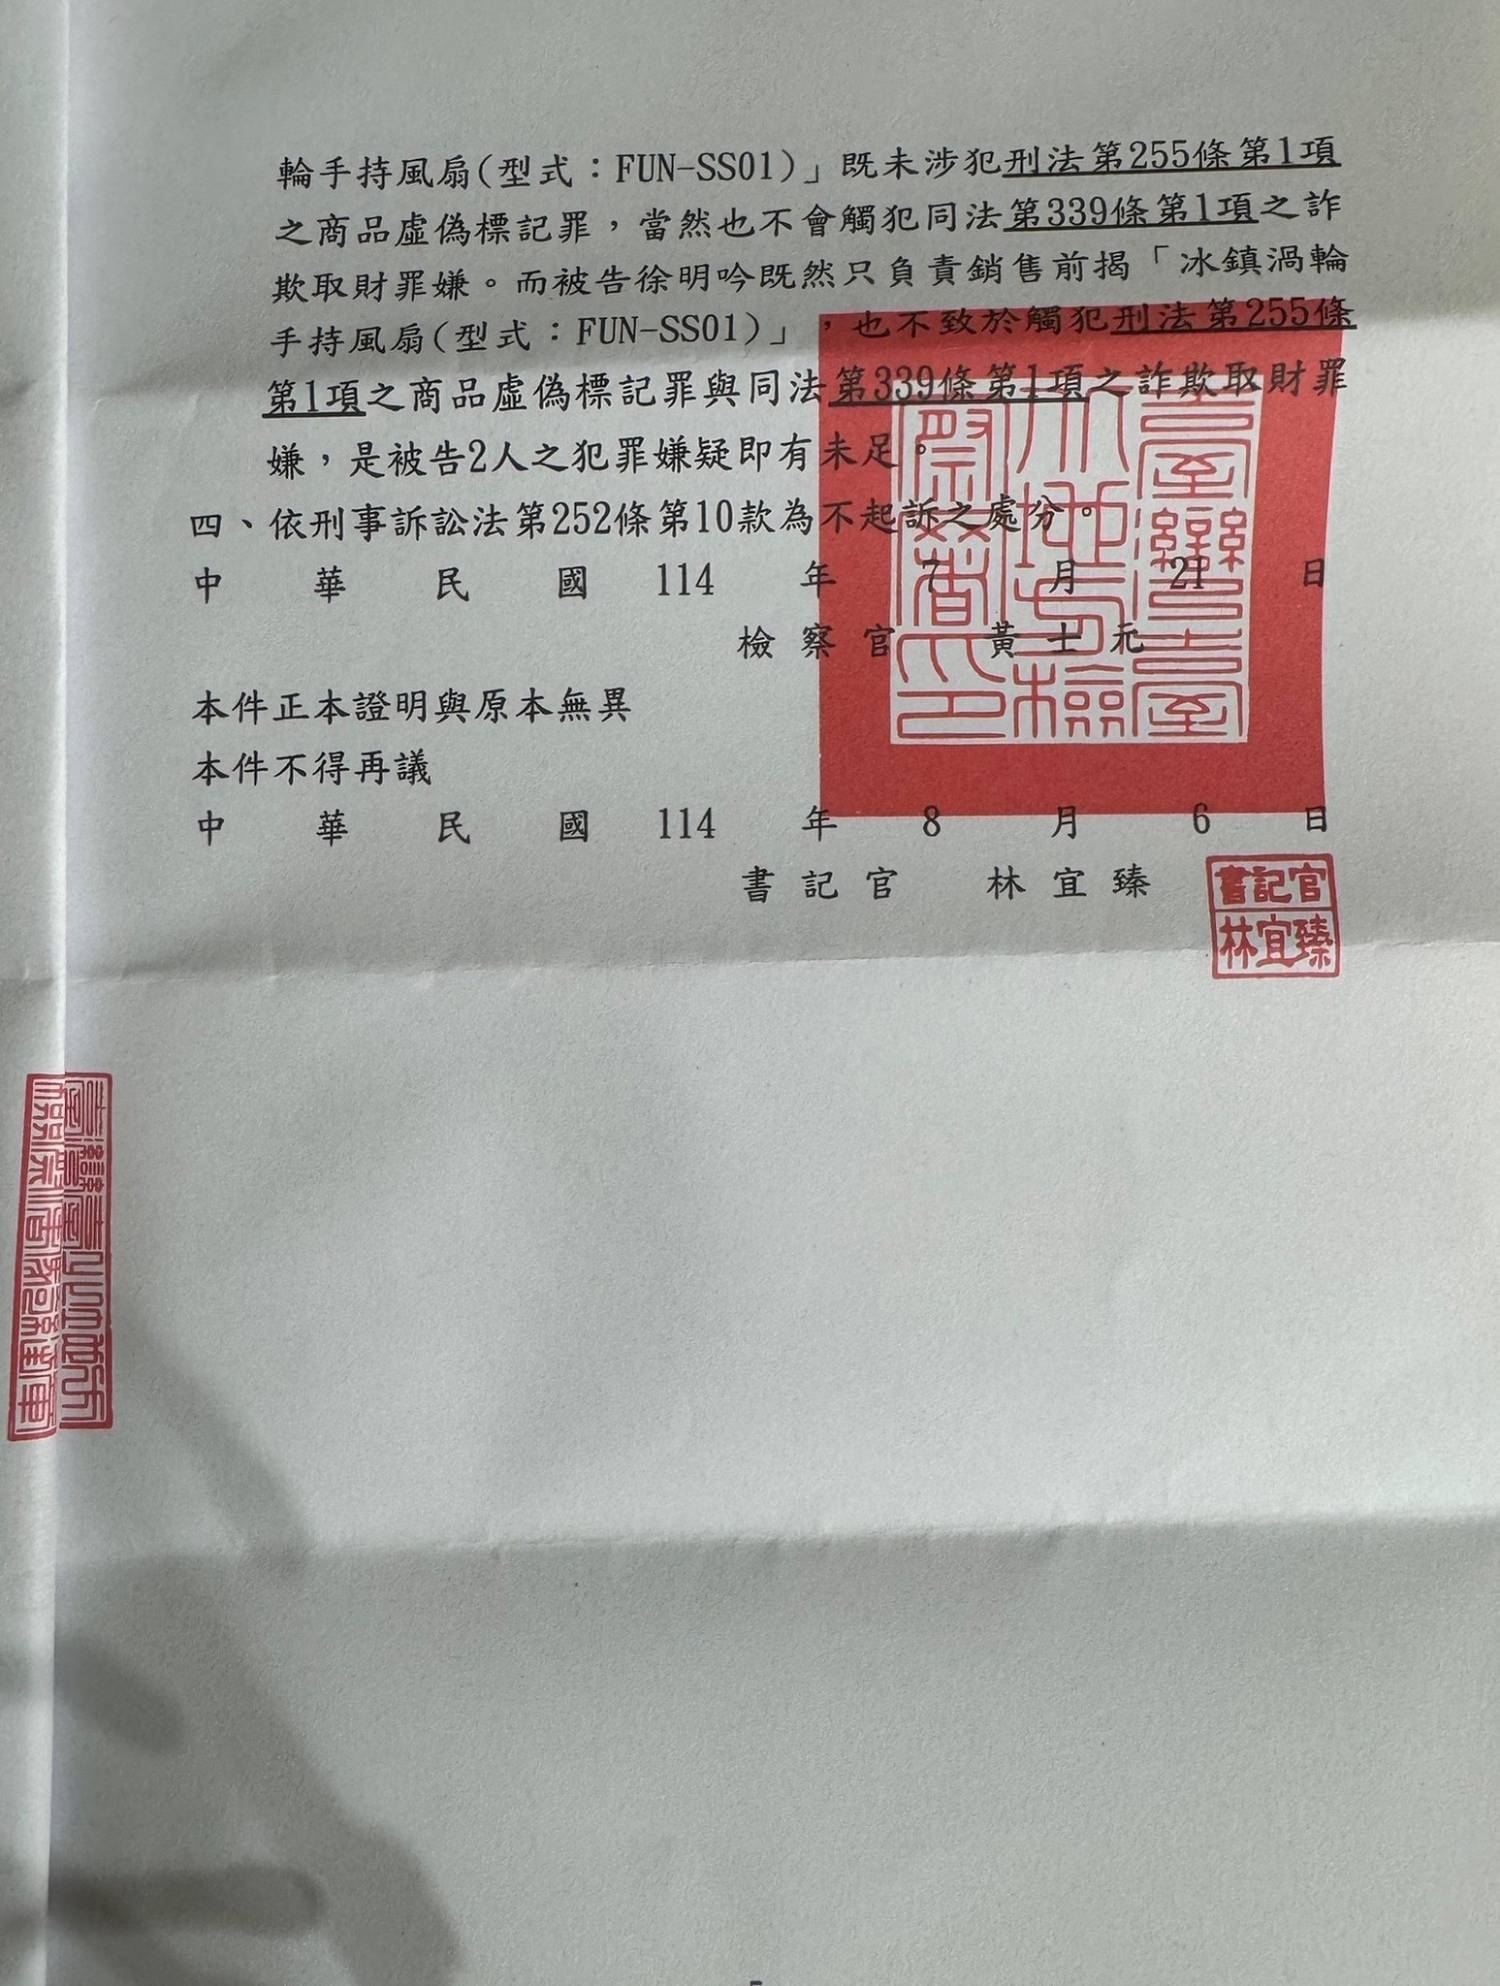 輪手持風扇(型式：FUN-SS01)」既未涉犯刑法第255條第1項
之商品虛偽標記罪，當然也不會觸犯同法第339條第1項之詐
欺取財罪嫌。而被告徐明吟既然只負責銷售前揭「冰鎮渦輪
手持風扇(型式：FUN-SS01)」，也不致於觸犯刑法第255條
第1項之商品虛偽標記罪與同法第339條第1項之詐欺取財罪
嫌，是被告2人之犯罪嫌疑即有未足。
四、依刑事訴訟法第252條第10款為不起訴之處分。
中華民國114年7月21日
檢察官 黃士元
本件正本證明與原本無異
本件不得再議
中華民國114年8月6日
書記官 林宜臻
書記官
林宜臻